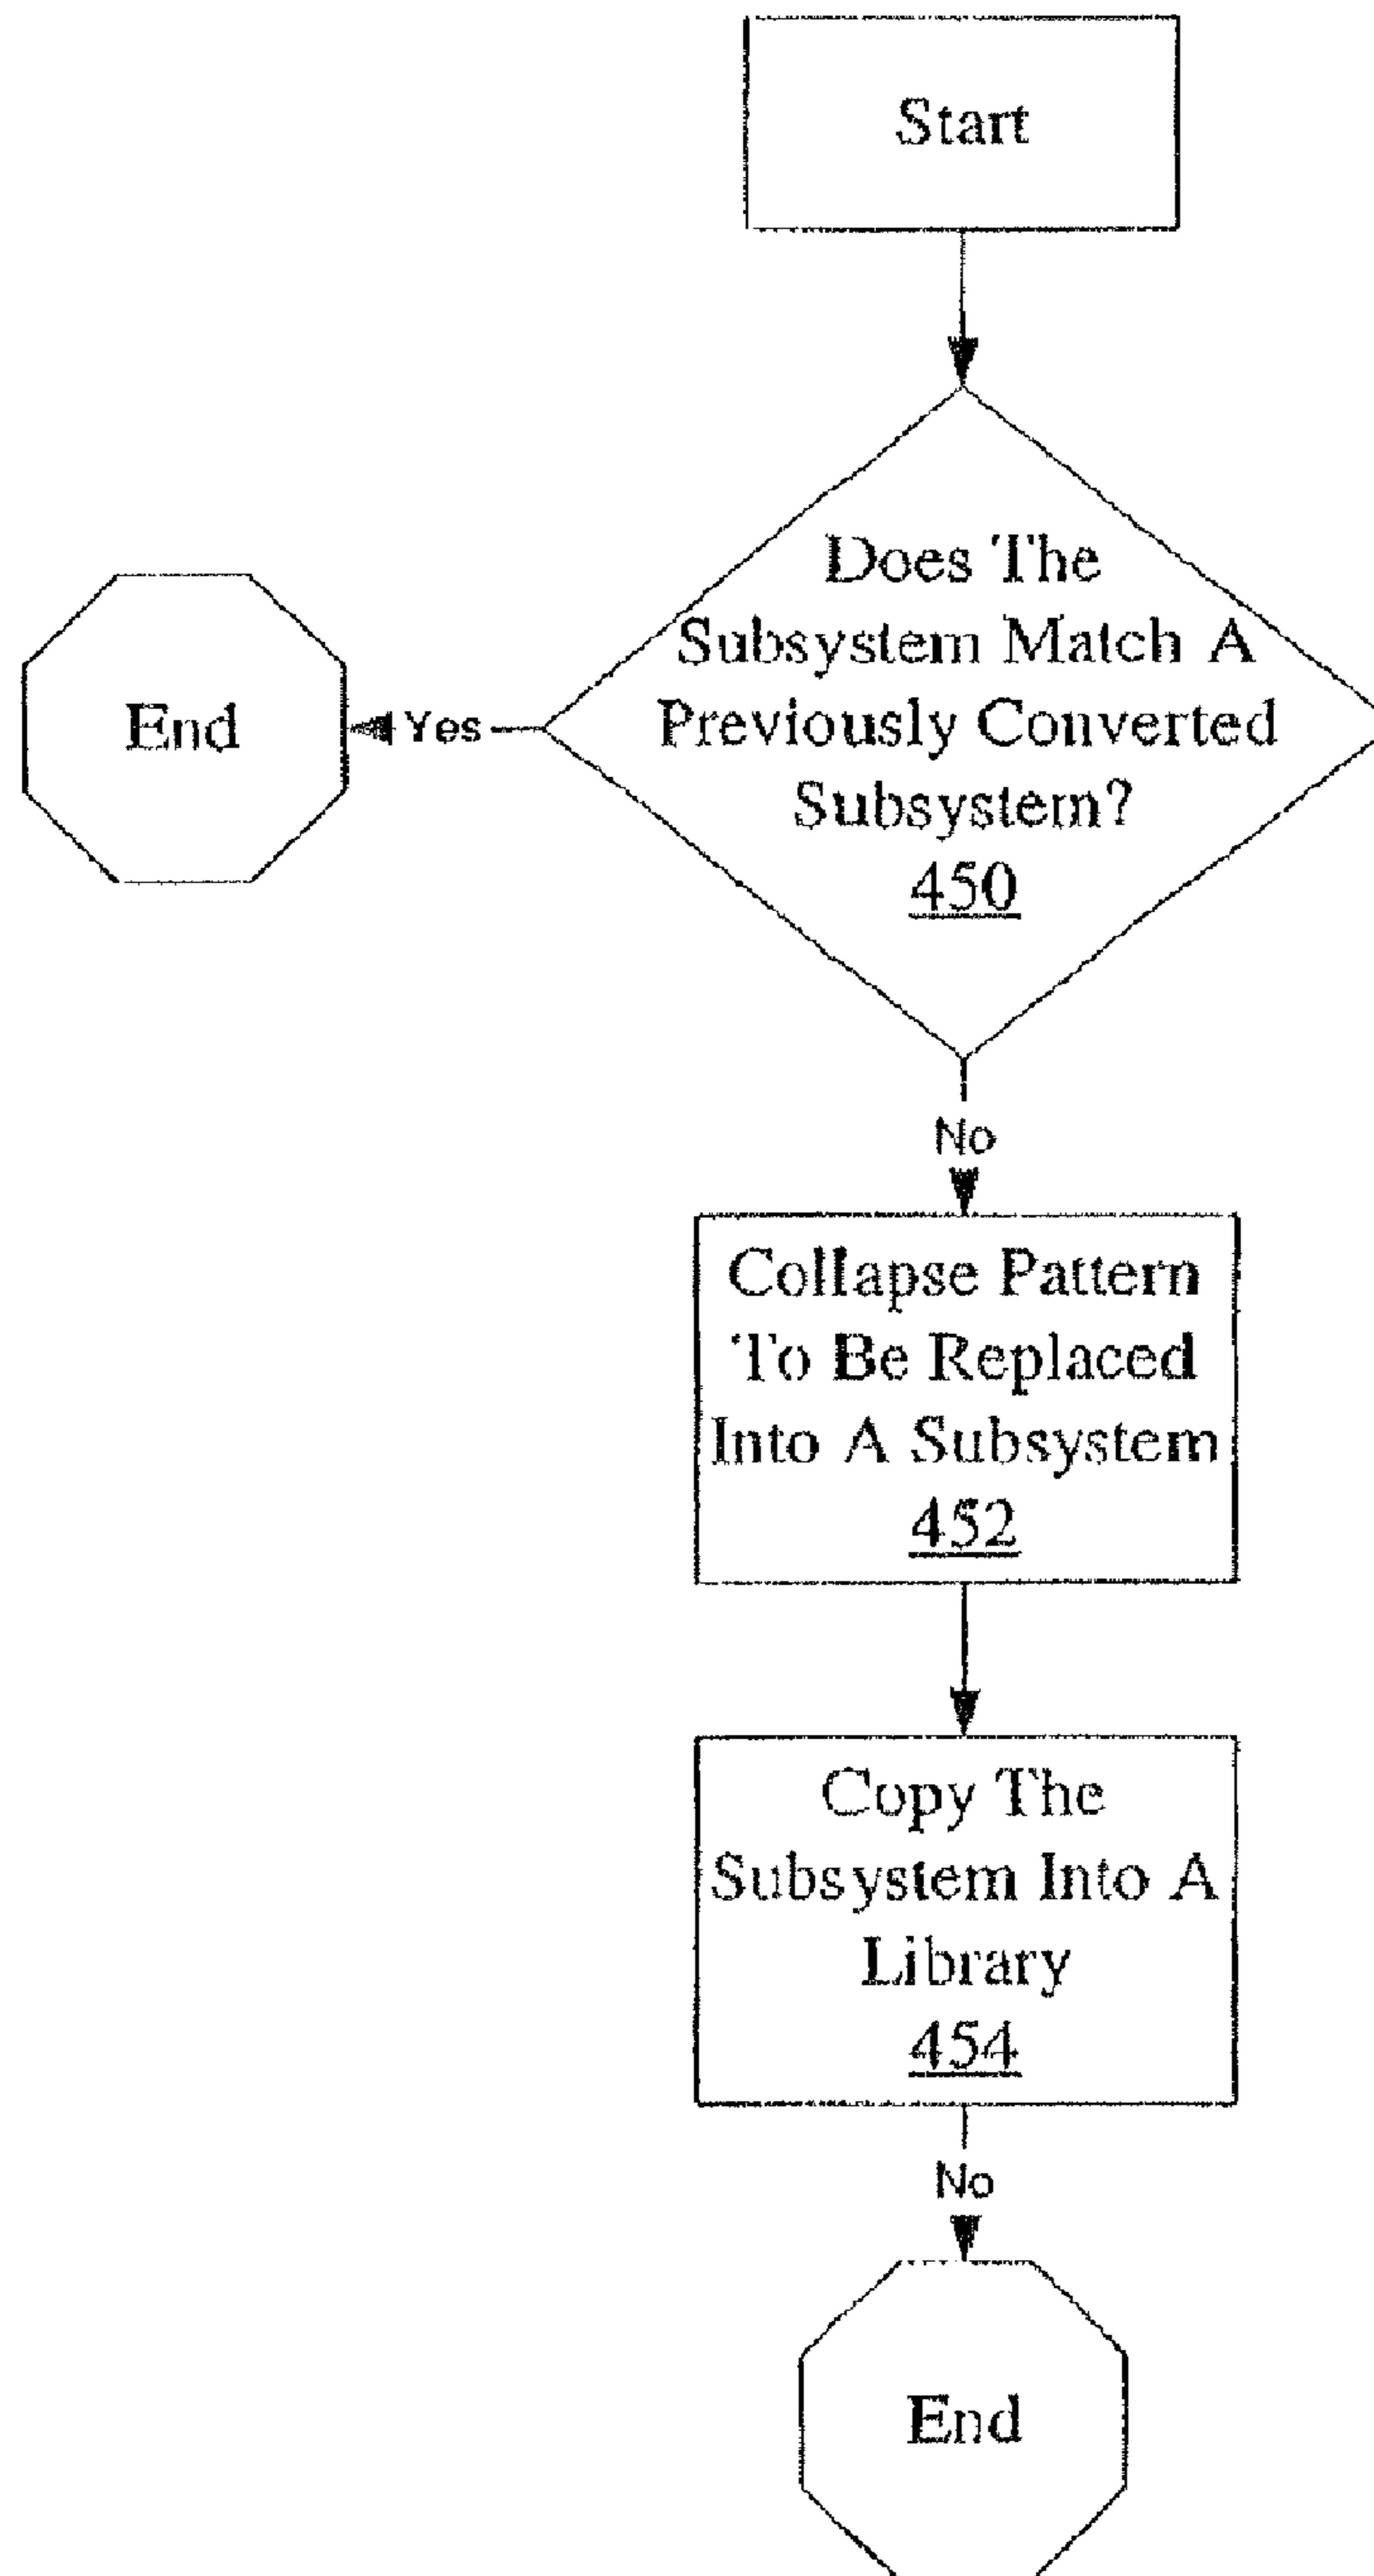 Start
Does The
Subsystem Match A
Previously Converted
Subsystem?
450
Yes
End
No
Collapse Pattern
To Be Replaced
Into A Subsystem
452
Copy The
Subsystem Into A
Library
454
No
End